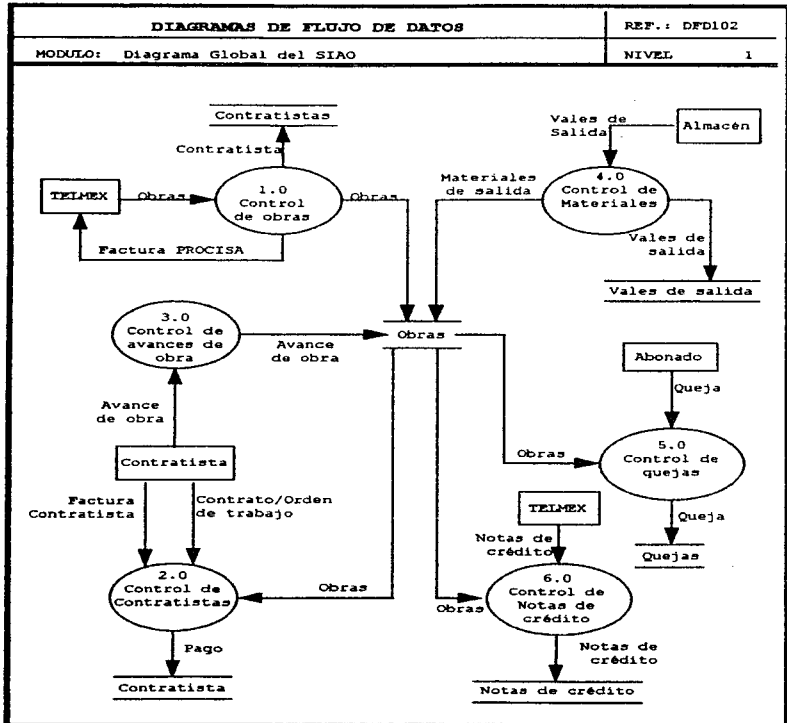 DIAGRAMAS DE FLUJO DE DATOS
REF.: DFD102
MODULO: Diagrama Global del SIAO
NIVEL 1
Contratistas
Contratista
TELMEX
Obras
1.0
Control
de obras
Obras
Factura PROCISA
Vales de
Salida
Almacén
Materiales
de salida
4.0
Control de
Materiales
Vales de
salida
Vales de salida
3.0
Control de
avances de
obra
Avance
de obra
Obras
Avance
de obra
Contratista
Factura
Contratista
Contrato/Orden
de trabajo
2.0
Control de
Contratistas
Obras
Pago
Contratista
Abonado
Queja
Obras
5.0
Control de
quejas
Queja
Quejas
TELMEX
Notas de
crédito
Obras
6.0
Control de
Notas de
crédito
Notas de
crédito
Notas de crédito